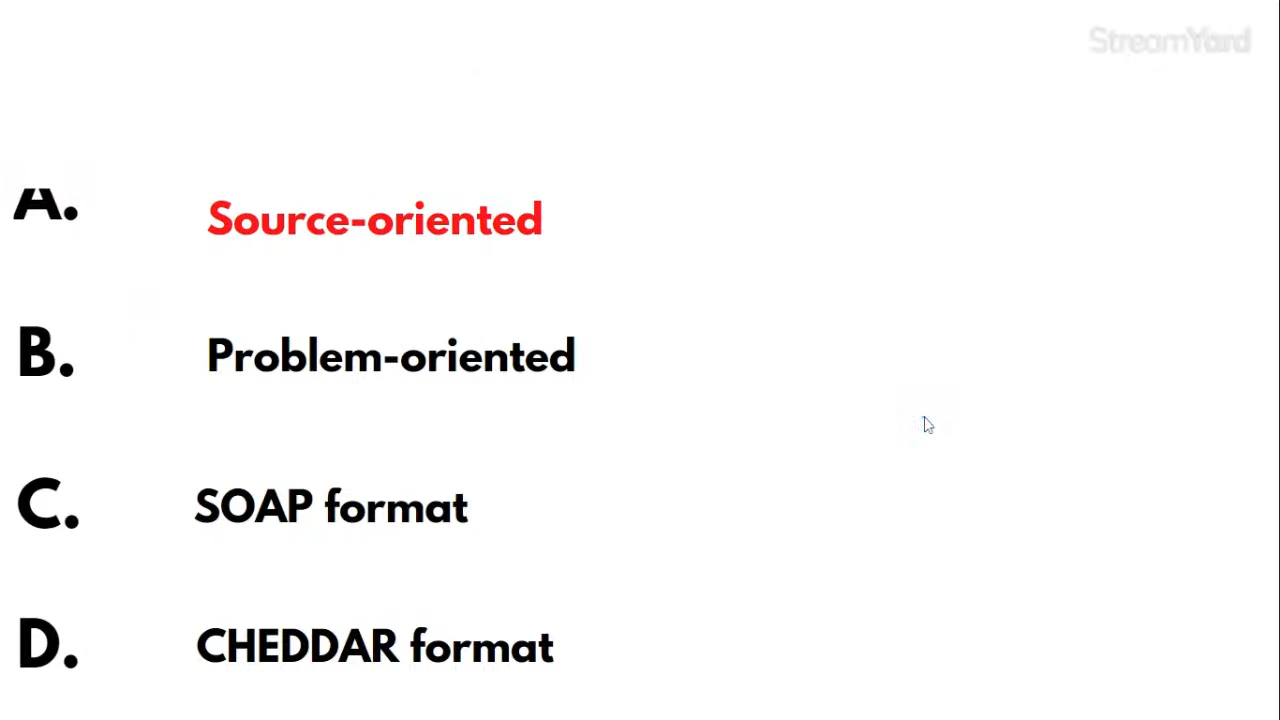 StreamYard
A. Source-oriented
B. Problem-oriented
C. SOAP format
D. CHEDDAR format